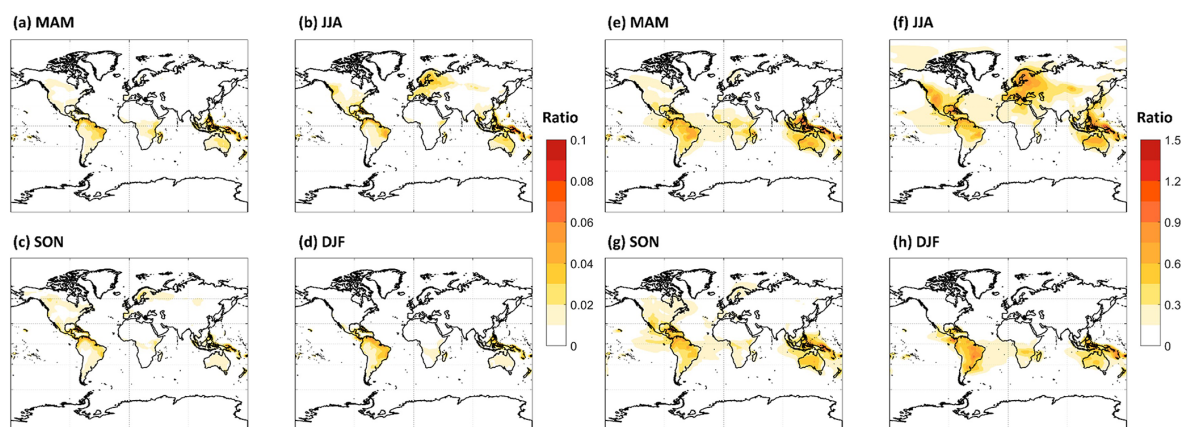 (a) MAM
(b) JJA
(e) MAM
(f) JJA
Ratio
0.1
0.08
0.06
0.04
0.02
0
Ratio
1.5
1.2
0.9
0.6
0.3
0
(c) SON
(d) DJF
(g) SON
(h) DJF